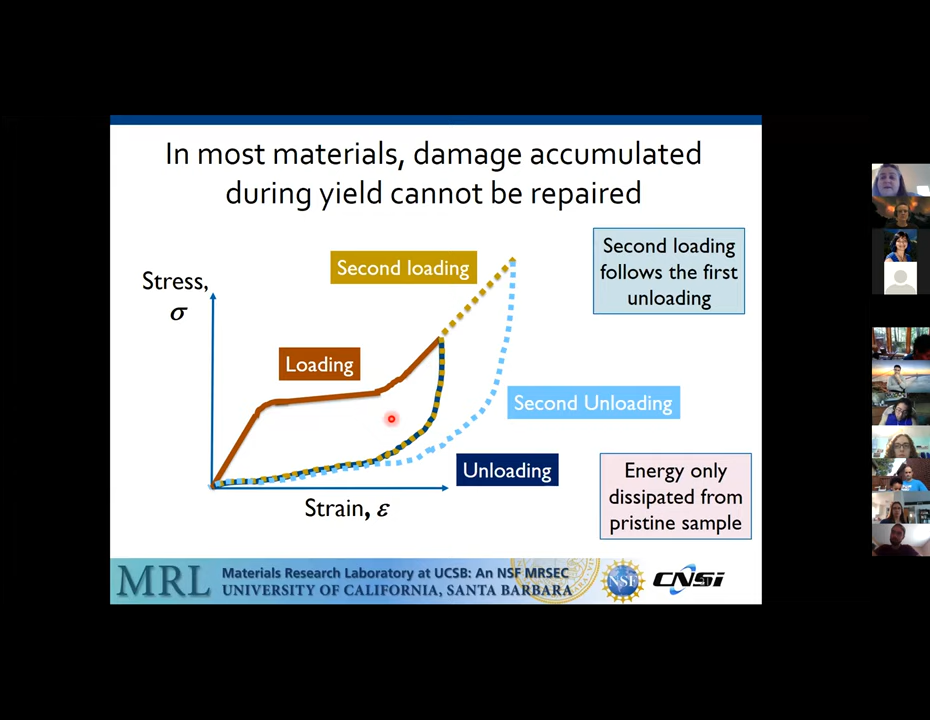 In most materials, damage accumulated
during yield cannot be repaired
Stress,
σ
Second loading
Loading
Second Unloading
Unloading
Strain, ε
Second loading
follows the first
unloading
Energy only
dissipated from
pristine sample
MRL
Materials Research Laboratory at UCSB: An NSF MRSEC
UNIVERSITY OF CALIFORNIA, SANTA BARBARA
NSF
CNSi